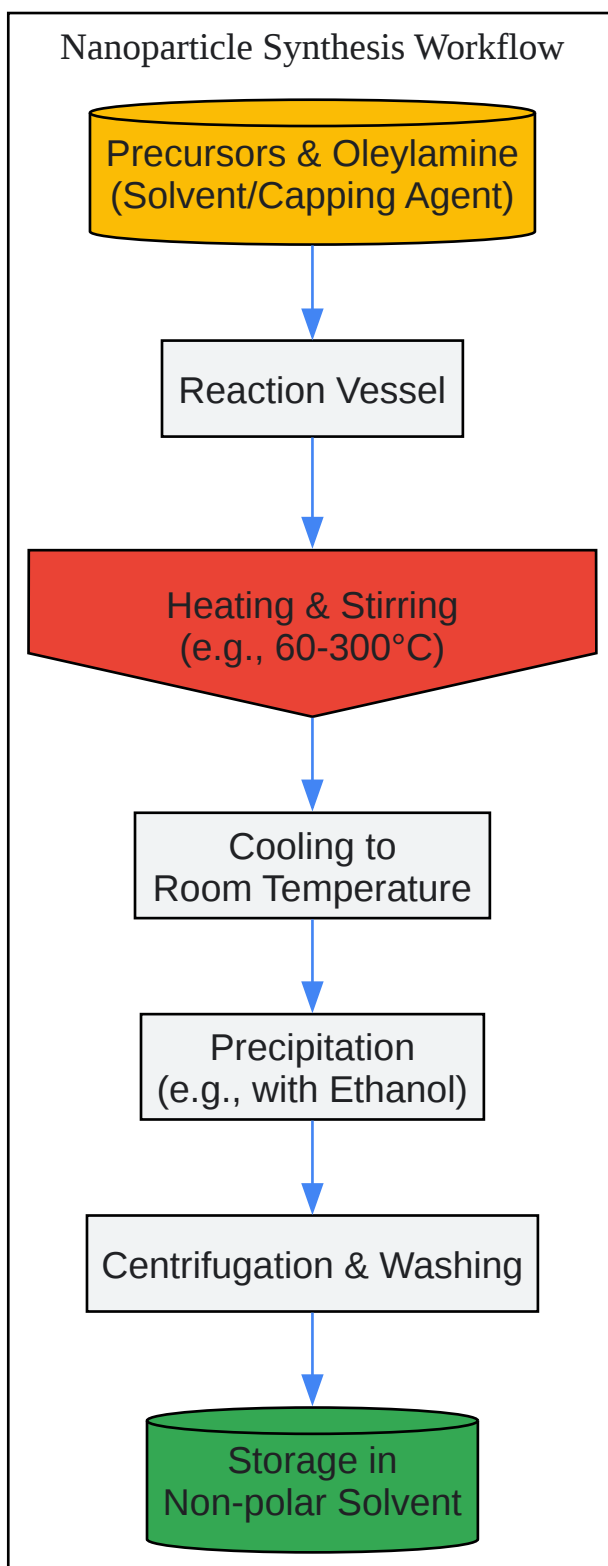 Nanoparticle Synthesis Workflow
Precursors & Oleylamine
(Solvent/Capping Agent)
Reaction Vessel
Heating & Stirring
(e.g., 60-300°C)
Cooling to
Room Temperature
Precipitation
(e.g., with Ethanol)
Centrifugation & Washing
Storage in
Non-polar Solvent